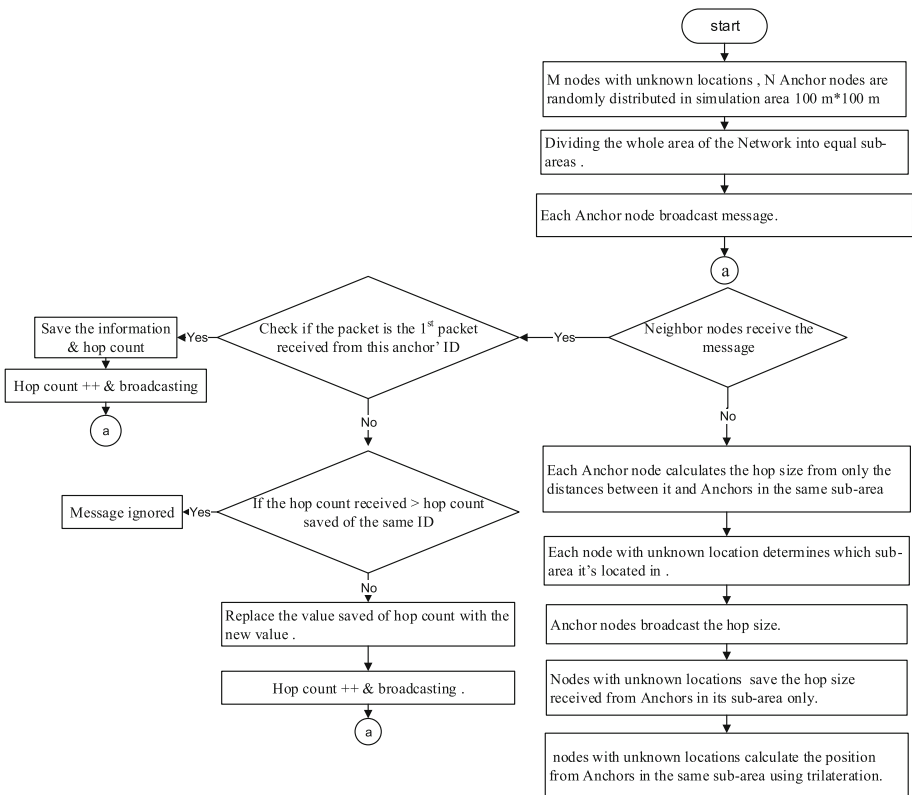 start
M nodes with unknown locations , N Anchor nodes are
randomly distributed in simulation area 100 m*100 m
Dividing the whole area of the Network into equal sub-
areas .
Each Anchor node broadcast message.
a
Neighbor nodes receive the
message
Yes
Check if the packet is the 1st packet
received from this anchor' ID
Yes
Save the information
& hop count
Hop count ++ & broadcasting
a
No
If the hop count received > hop count
saved of the same ID
Yes
Message ignored
No
Replace the value saved of hop count with the
new value .
Hop count ++ & broadcasting .
a
No
Each Anchor node calculates the hop size from only the
distances between it and Anchors in the same sub-area
Each node with unknown location determines which sub-
area it's located in .
Anchor nodes broadcast the hop size.
Nodes with unknown locations save the hop size
received from Anchors in its sub-area only.
nodes with unknown locations calculate the position
from Anchors in the same sub-area using trilateration.